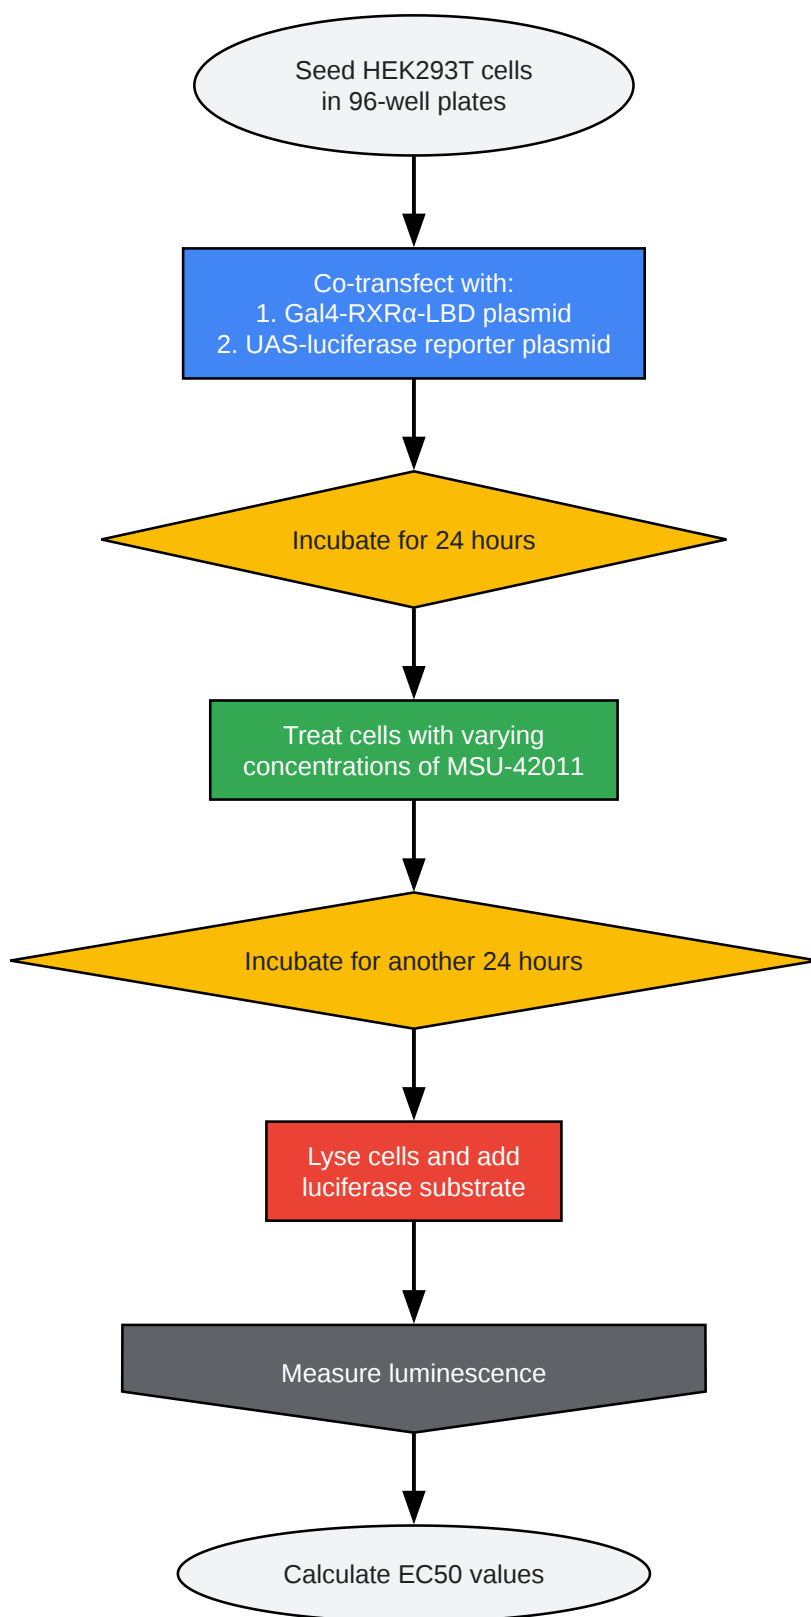 Seed HEK293T cells
in 96-well plates
Co-transfect with:
1. Gal4-RXRα-LBD plasmid
2. UAS-luciferase reporter plasmid
Incubate for 24 hours
Treat cells with varying
concentrations of MSU-42011
Incubate for another 24 hours
Lyse cells and add
luciferase substrate
Measure luminescence
Calculate EC50 values